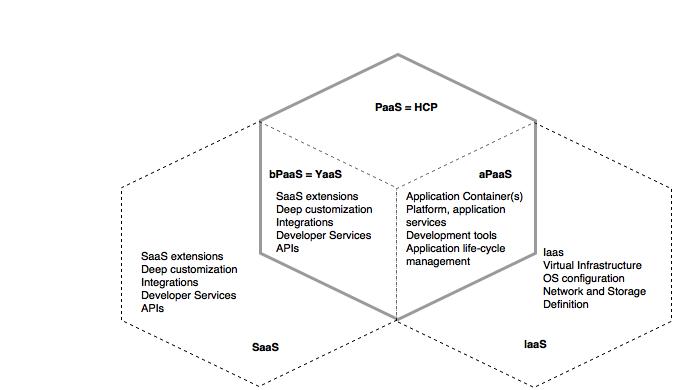 PaaS = HCP
bPaaS = YaaS
SaaS extensions
Deep customization
Integrations
Developer Services
APIs
aPaaS
Application Container(s)
Platform, application
services
Development tools
Application life-cycle
management
SaaS extensions
Deep customization
Integrations
Developer Services
APIs
SaaS
Iaas
Virtual Infrastructure
OS configuration
Network and Storage
Definition
IaaS